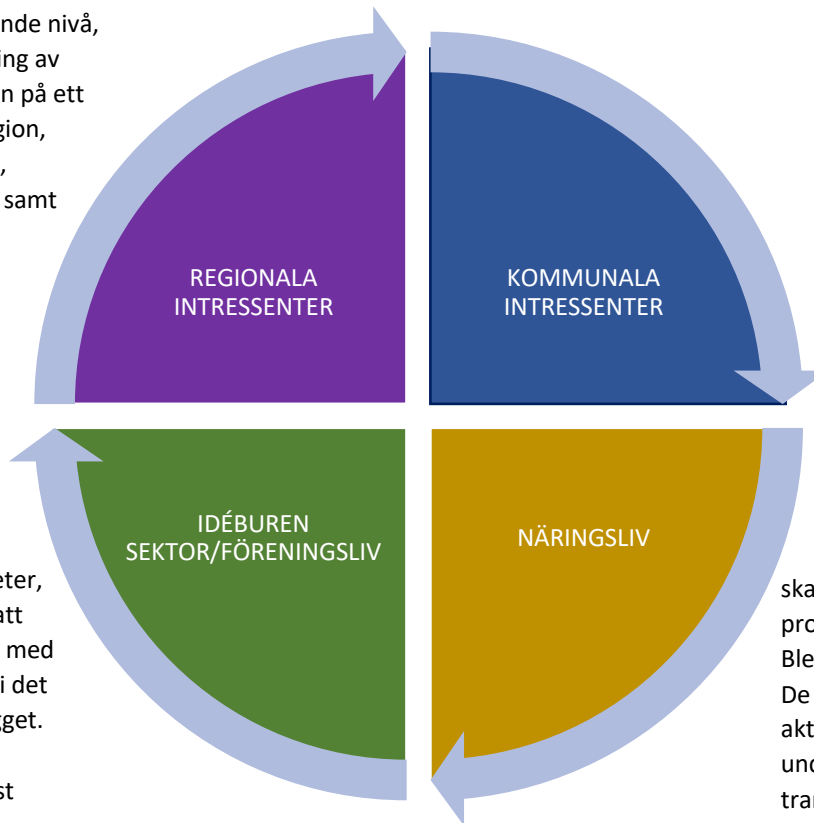 nde nivå,
ing av
n på ett
gion,
,
samt
REGIONALA
INTRESSENTER
KOMMUNALA
INTRESSENTER
IDÉBUREN
SEKTOR/FÖRENINGSLIV
NÄRINGSLIV
eter,
att
med
i det
gget.
st
ska
pro
Ble
De
akt
und
tran